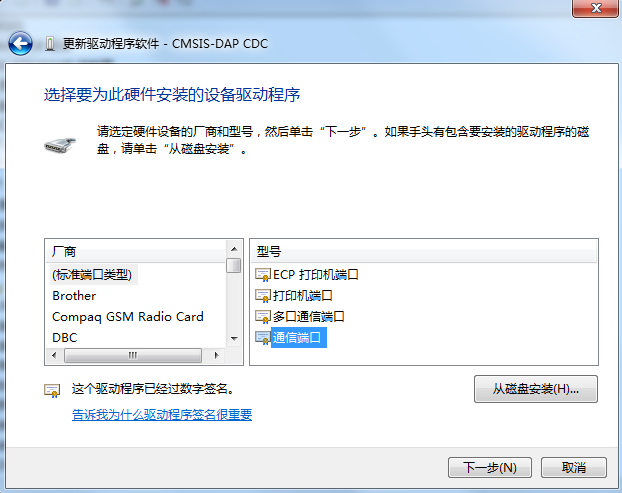 更新驱动程序软件 - CMSIS-DAP CDC
选择要为此硬件安装的设备驱动程序
请选定硬件设备的厂商和型号，然后单击“下一步”。如果手头有包含要安装的驱动程序的磁
盘，请单击“从磁盘安装”。
厂商
(标准端口类型)
Brother
Compaq GSM Radio Card
DBC
型号
ECP 打印机端口
打印机端口
多口通信端口
通信端口
这个驱动程序已经过数字签名。
告诉我为什么驱动程序签名很重要
从磁盘安装(H)...
下一步(N)
取消